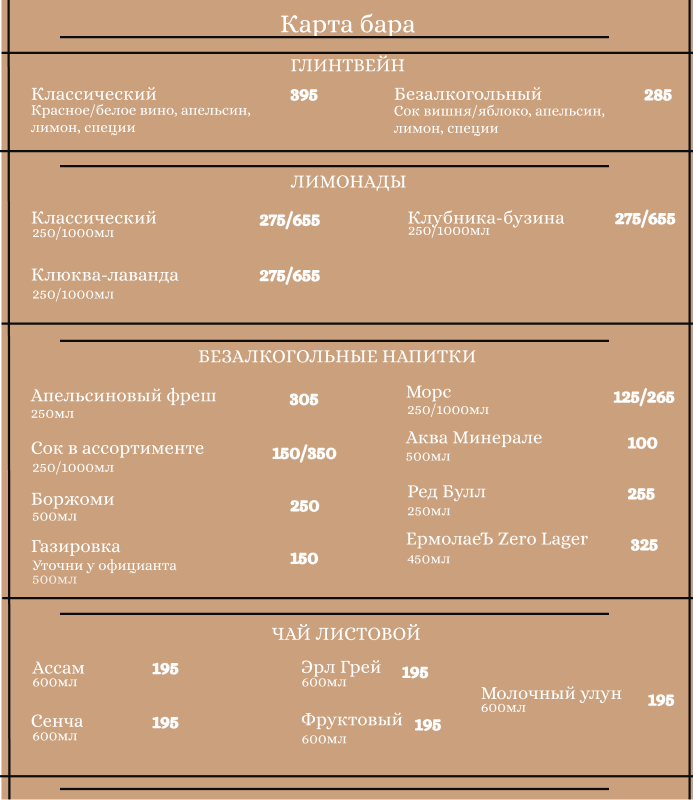 Карта бара
ГЛИНТВЕЙН
Классический 395
Красное/белое вино, апельсин,
лимон, специи
Безалкогольный 285
Сок вишня/яблоко, апельсин,
лимон, специи
ЛИМОНАДЫ
Классический 275/655
250/1000мл
Клубника-бузина 275/655
250/1000мл
Клюква-лаванда 275/655
250/1000мл
БЕЗАЛКОГОЛЬНЫЕ НАПИТКИ
Апельсиновый фреш 305
250мл
Морс 125/265
250/1000мл
Сок в ассортименте 150/350
250/1000мл
Аква Минерале 100
500мл
Боржоми 250
500мл
Ред Булл 255
250мл
Газировка 150
Уточни у официанта
500мл
ЕрмолаеЪ Zero Lager 325
450мл
ЧАЙ ЛИСТОВОЙ
Ассам 195
600мл
Эрл Грей 195
600мл
Молочный улун 195
600мл
Сенча 195
600мл
Фруктовый 195
600мл